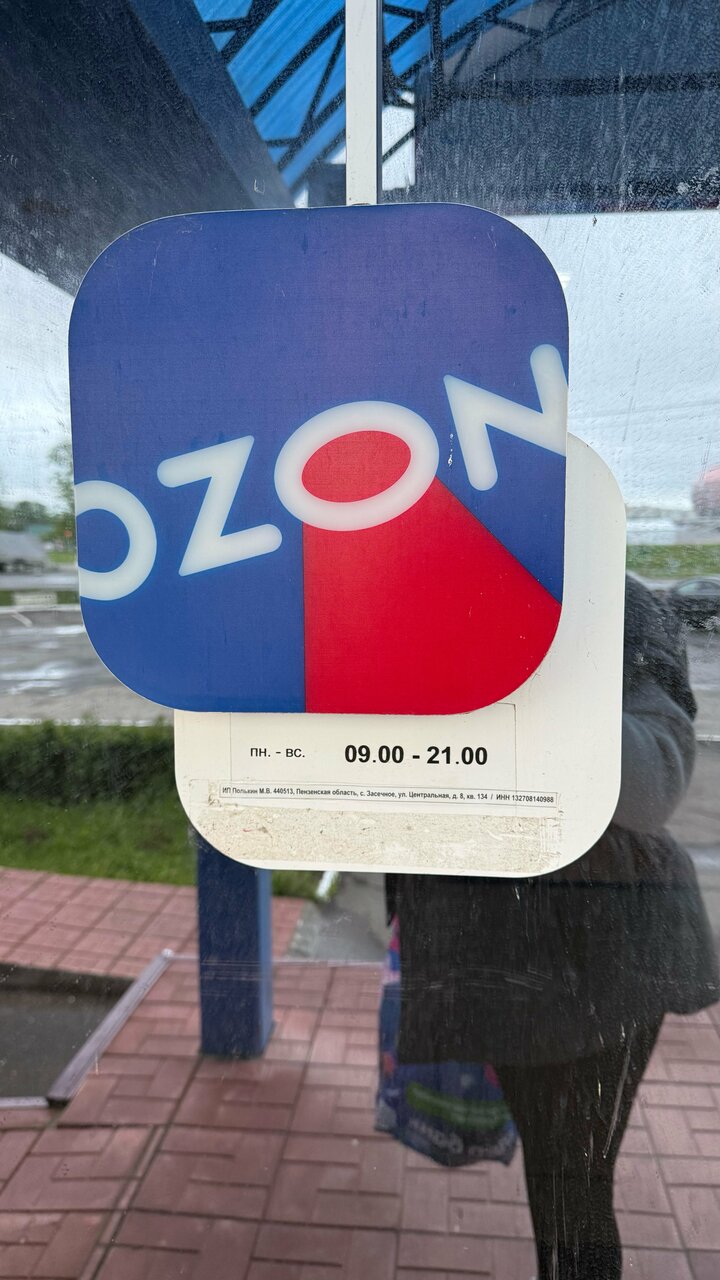 OZON
пн. - вс. 09.00 - 21.00
ИП Полькин М.В. 440513, Пензенская область, с. Засечное, ул. Центральная, д. 8, кв. 134 / ИНН 132708140988